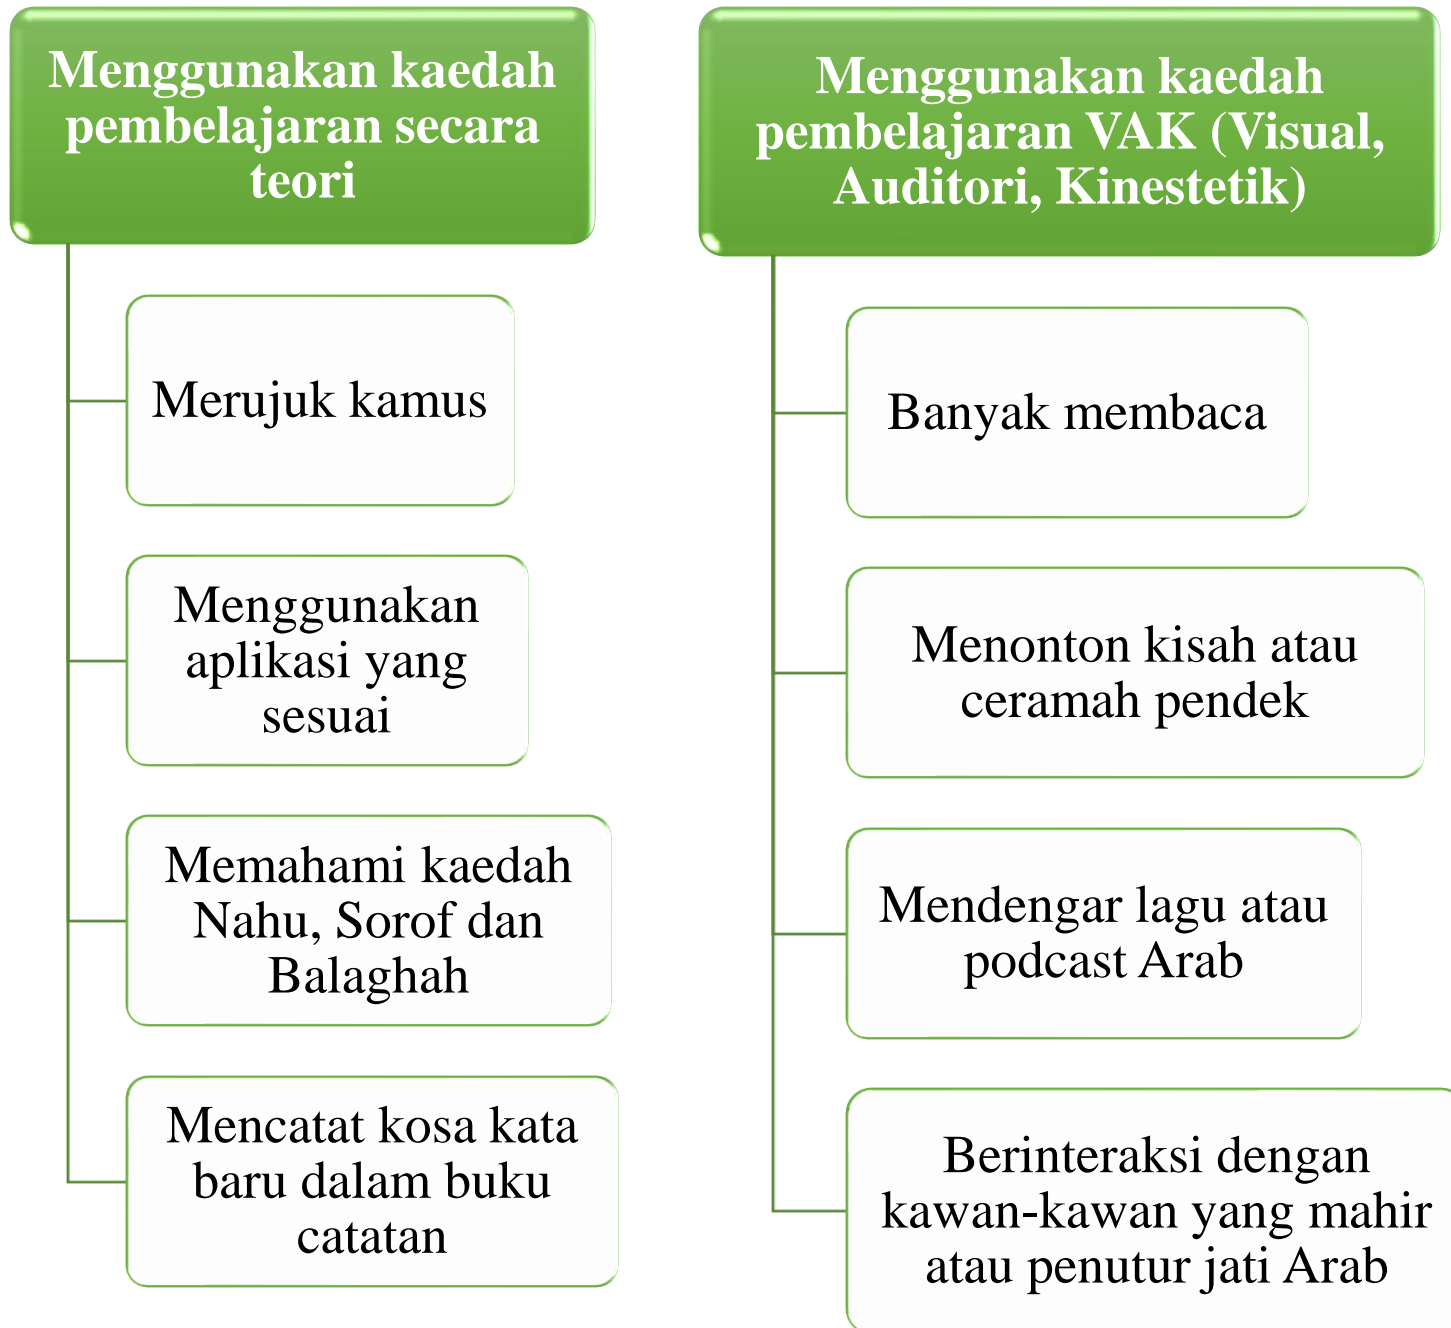 Menggunakan kaedah
pembelajaran secara
teori
Merujuk kamus
Menggunakan
aplikasi yang
sesuai
Memahami kaedah
Nahu, Sorof dan
Balaghah
Mencatat kosa kata
baru dalam buku
catatan
Menggunakan kaedah
pembelajaran VAK (Visual,
Auditori, Kinestetik)
Banyak membaca
Menonton kisah atau
ceramah pendek
Mendengar lagu atau
podcast Arab
Berinteraksi dengan
kawan-kawan yang mahir
atau penutur jati Arab